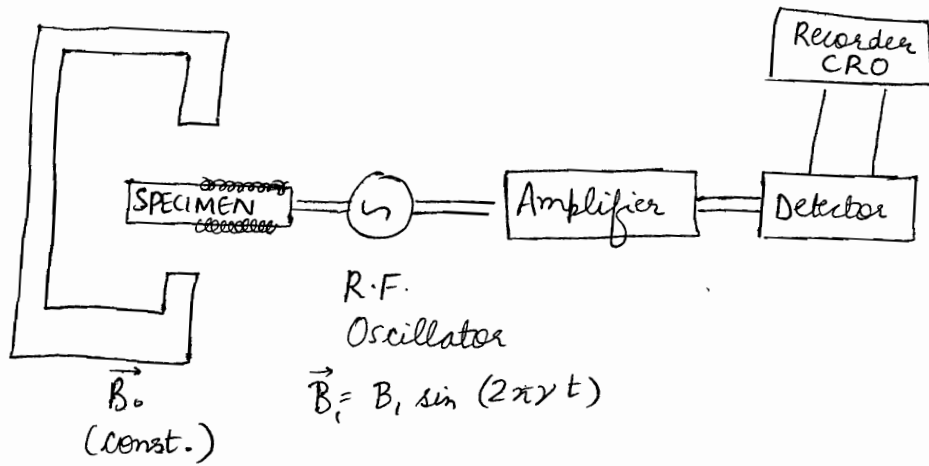 Recorder
CRO
SPECIMEN
Amplifier
Detector
R.F.
Oscillator
B⃗₀
(const.)
B⃗₁ = B₁ sin (2πνt)